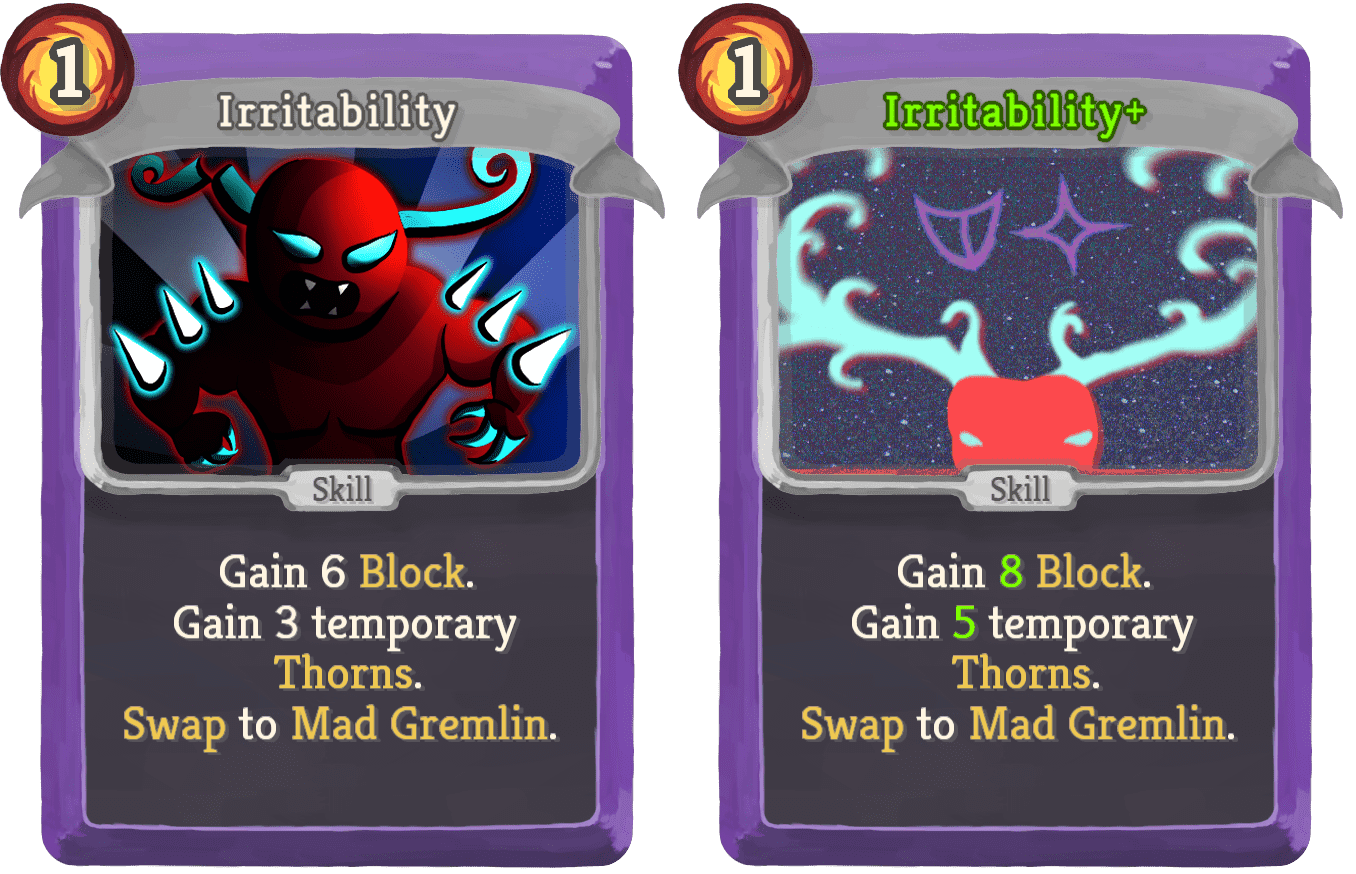 1
Irritability
Skill
Gain 6 Block.
Gain 3 temporary
Thorns.
Swap to Mad Gremlin.
1
Irritability+
Skill
Gain 8 Block.
Gain 5 temporary
Thorns.
Swap to Mad Gremlin.